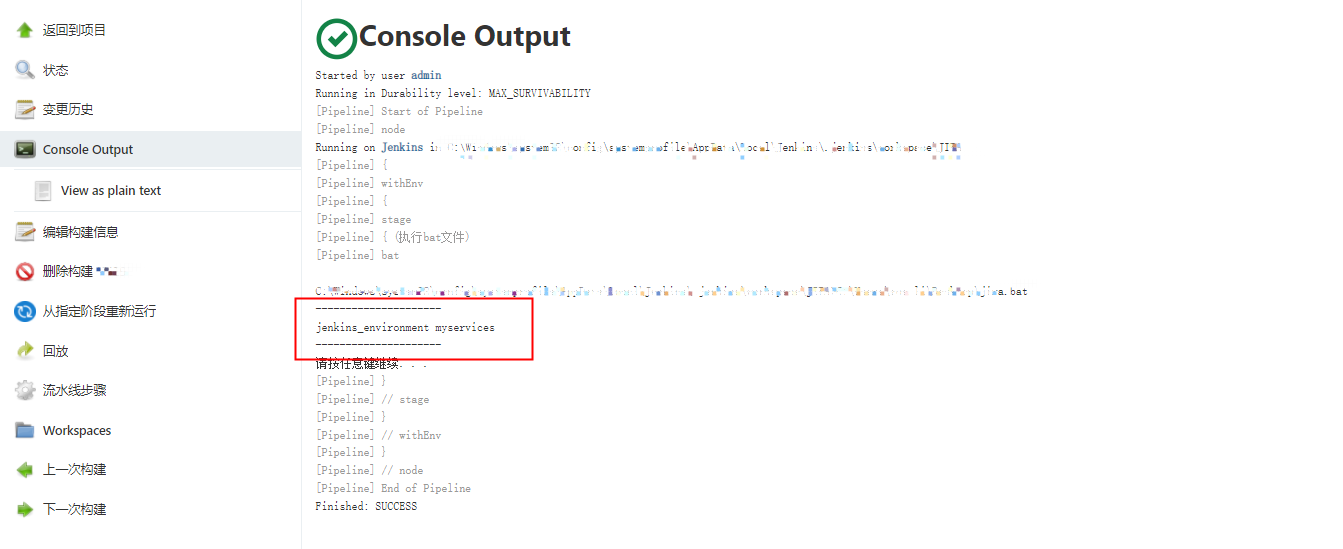 返回到项目
状态
变更历史
Console Output
View as plain text
编辑构建信息
删除构建
从指定阶段重新运行
回放
流水线步骤
Workspaces
上一次构建
下一次构建
Console Output
Started by user admin
Running in Durability level: MAX_SURVIVABILITY
[Pipeline] Start of Pipeline
[Pipeline] node
Running on Jenkins in
[Pipeline] {
[Pipeline] withEnv
[Pipeline] {
[Pipeline] stage
[Pipeline] { (执行bat文件)
[Pipeline] bat
.bat
---------------------
jenkins_environment myservices
---------------------
请按任意键继续. . .
[Pipeline] }
[Pipeline] // stage
[Pipeline] }
[Pipeline] // withEnv
[Pipeline] }
[Pipeline] // node
[Pipeline] End of Pipeline
Finished: SUCCESS